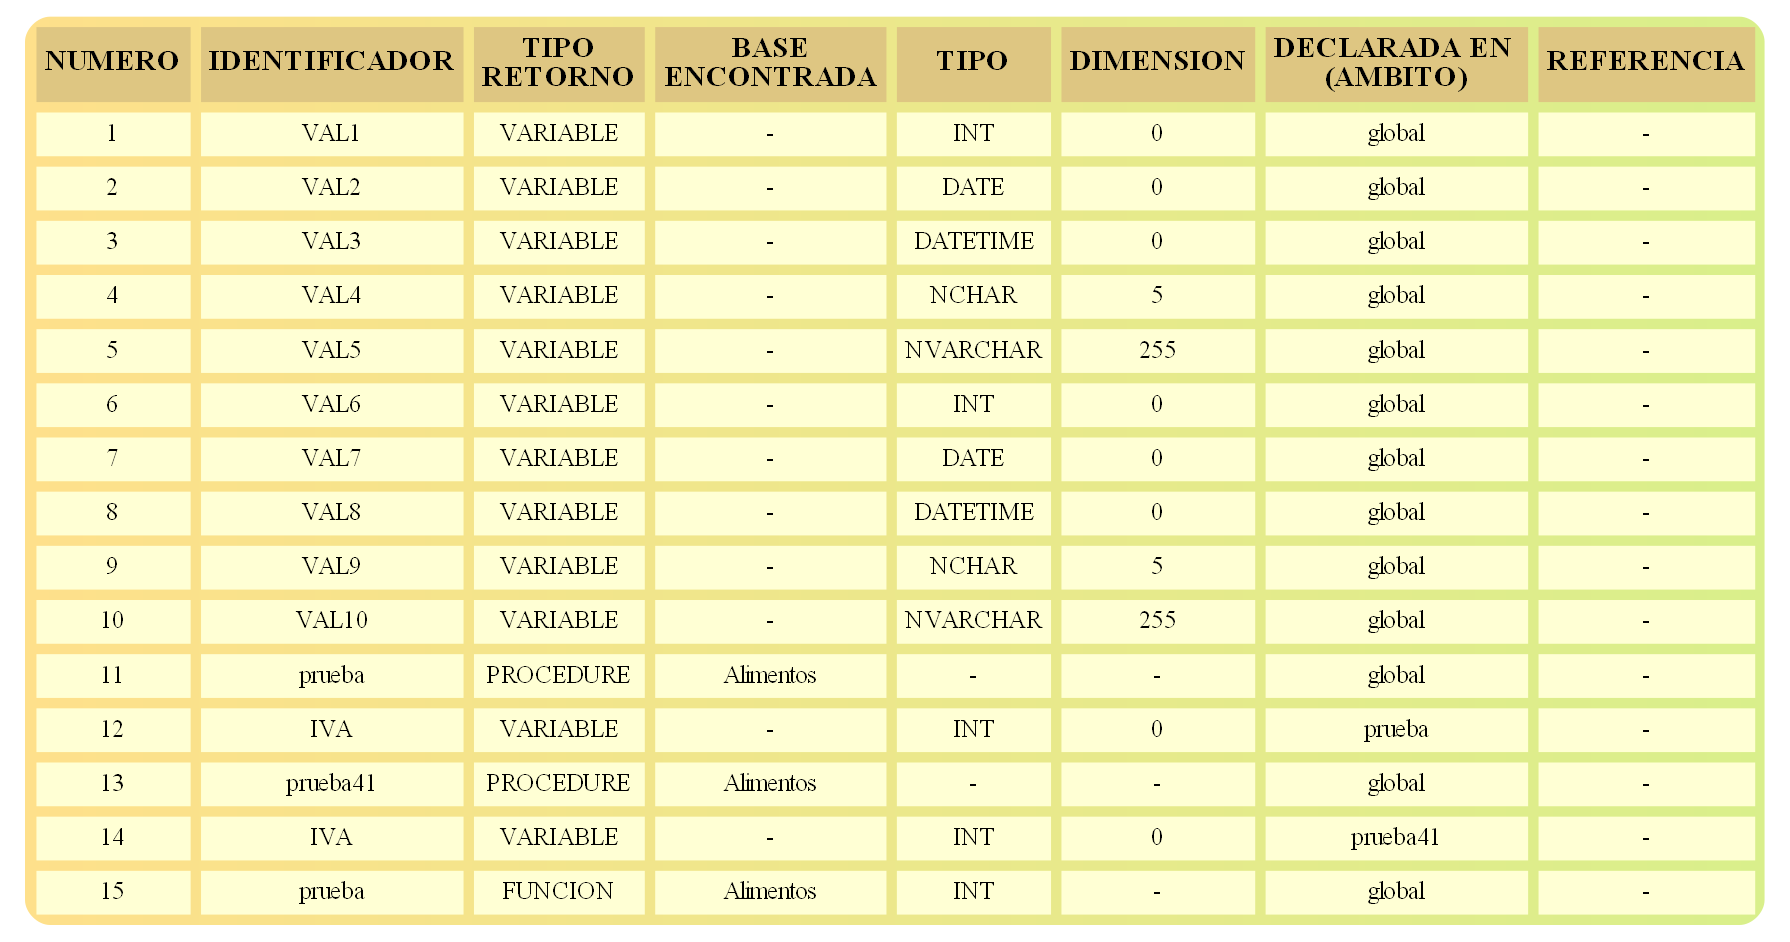 NUMERO IDENTIFICADOR TIPO RETORNO BASE ENCONTRADA TIPO DIMENSION DECLARADA EN (AMBITO) REFERENCIA
1 VAL1 VARIABLE - INT 0 global -
2 VAL2 VARIABLE - DATE 0 global -
3 VAL3 VARIABLE - DATETIME 0 global -
4 VAL4 VARIABLE - NCHAR 5 global -
5 VAL5 VARIABLE - NVARCHAR 255 global -
6 VAL6 VARIABLE - INT 0 global -
7 VAL7 VARIABLE - DATE 0 global -
8 VAL8 VARIABLE - DATETIME 0 global -
9 VAL9 VARIABLE - NCHAR 5 global -
10 VAL10 VARIABLE - NVARCHAR 255 global -
11 prueba PROCEDURE Alimentos - - global -
12 IVA VARIABLE - INT 0 prueba -
13 prueba41 PROCEDURE Alimentos - - global -
14 IVA VARIABLE - INT 0 prueba41 -
15 prueba FUNCION Alimentos INT - global -